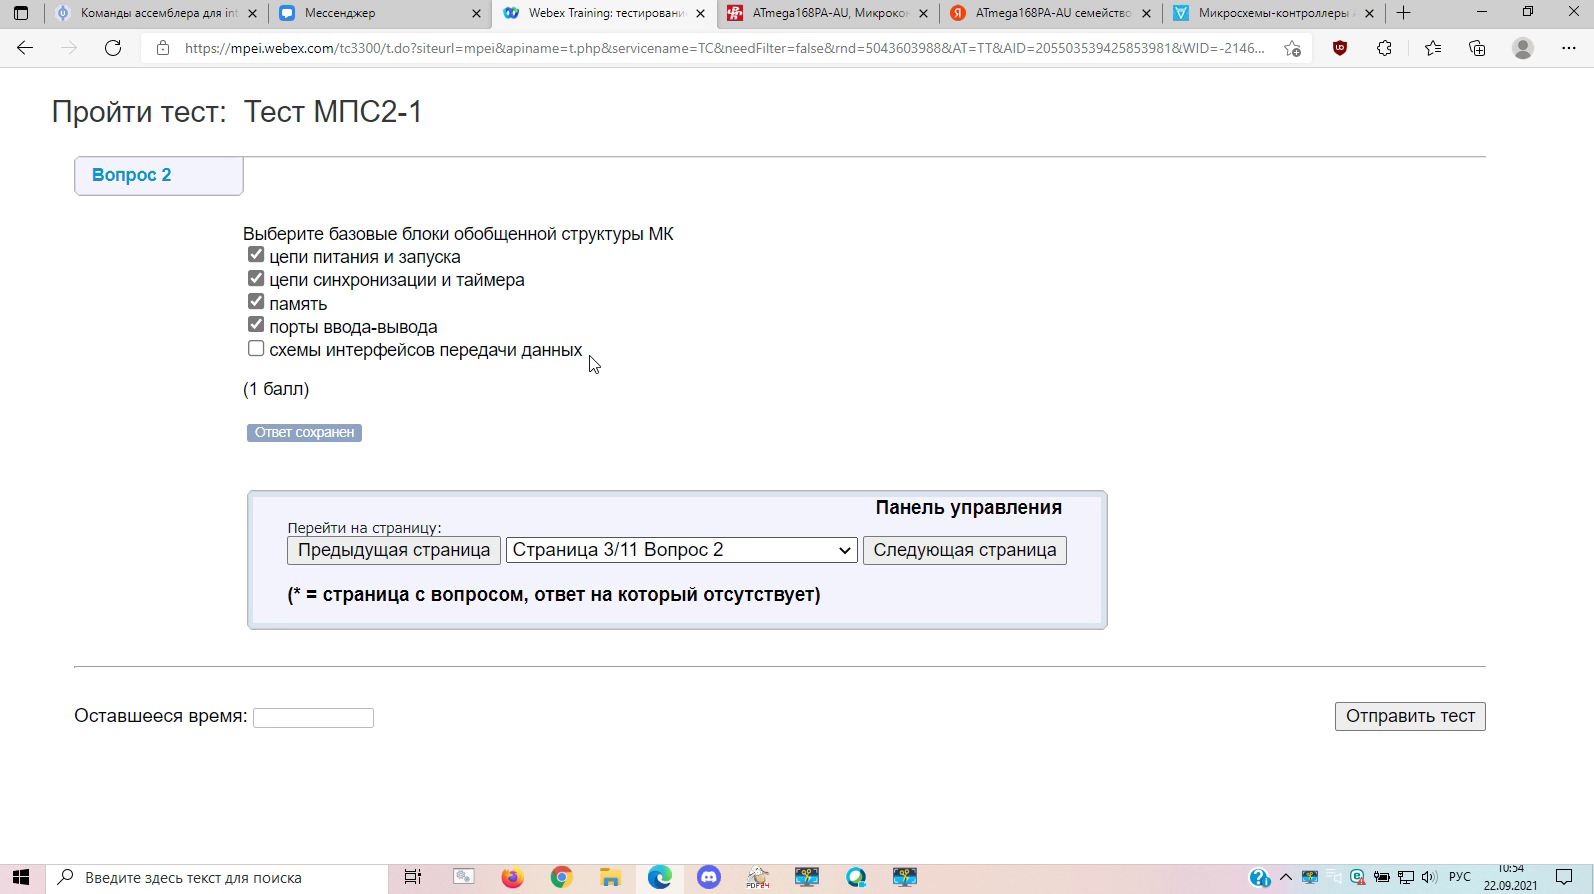 Команды ассемблера для int
Мессенджер
Webex Training: тестирование
ATmega168PA-AU, Микрокон
ATmega168PA-AU семейство
Микросхемы-контроллеры
https://mpei.webex.com/tc3300/t.do?siteurl=mpei&apiname=t.php&servicename=TC&needFilter=false&rnd=5043603988&AT=TT&AID=205503539425853981&WID=-2146...
Пройти тест: Тест МПС2-1
Вопрос 2
Выберите базовые блоки обобщенной структуры МК
цепи питания и запуска
цепи синхронизации и таймера
память
порты ввода-вывода
схемы интерфейсов передачи данных
(1 балл)
Ответ сохранен
Панель управления
Перейти на страницу:
Предыдущая страница Страница 3/11 Вопрос 2 Следующая страница
(* = страница с вопросом, ответ на который отсутствует)
Оставшееся время:
Отправить тест
Введите здесь текст для поиска
РУС
10:54
22.09.2021